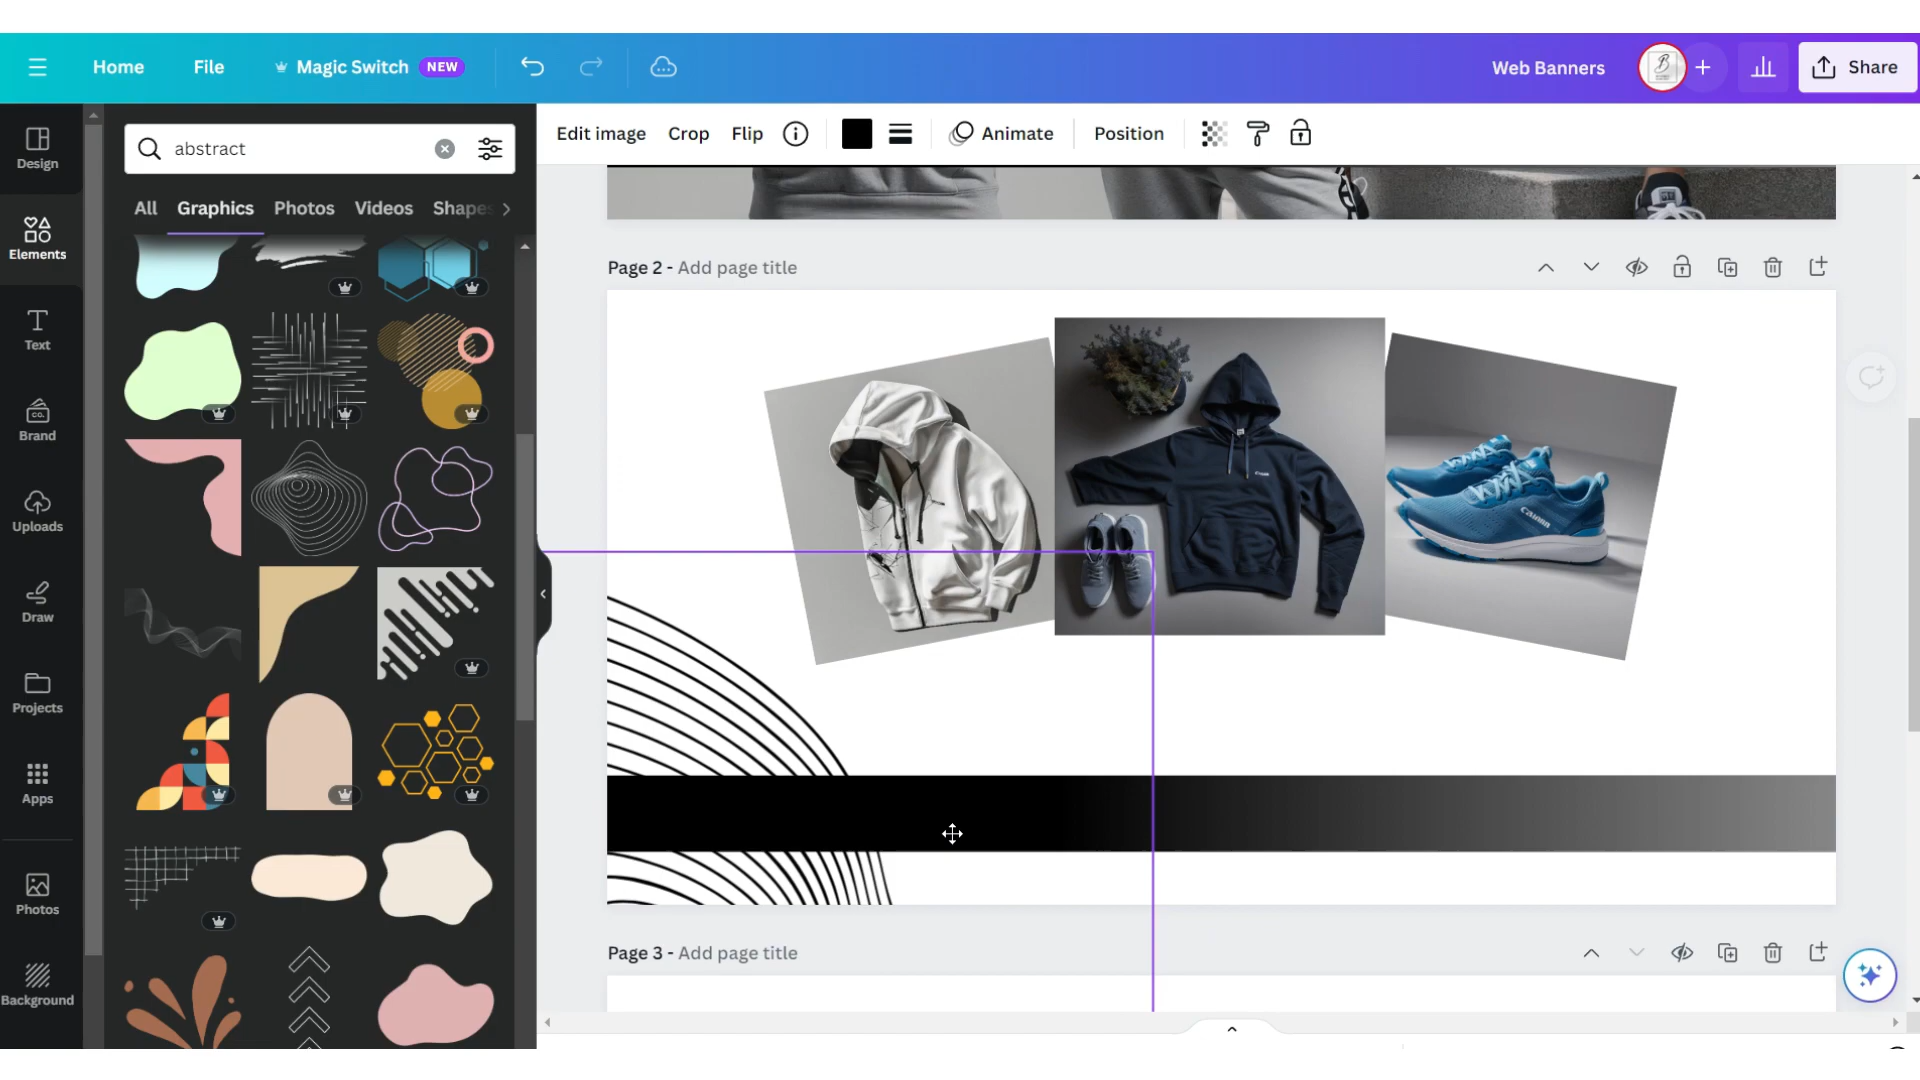 Home File Magic Switch NEW Web Banners Share
Edit image Crop Flip Animate Position
abstract
All Graphics Photos Videos Shapes
Design
Elements
Text
Brand
CO.
Uploads
Draw
Projects
Apps
Photos
Background
Page 2 - Add page title
Page 3 - Add page title